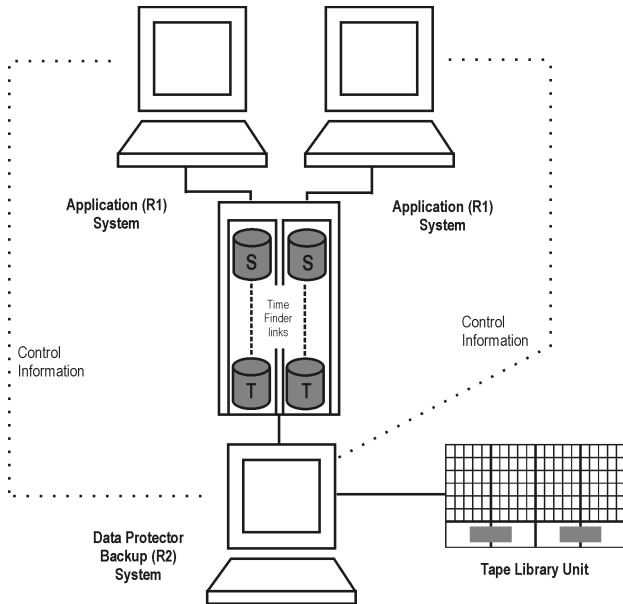 Application (R1)
System
Application (R1)
System
S
S
Time
Finder
links
Control
Information
Control
Information
T
T
Data Protector
Backup (R2)
System
Tape Library Unit